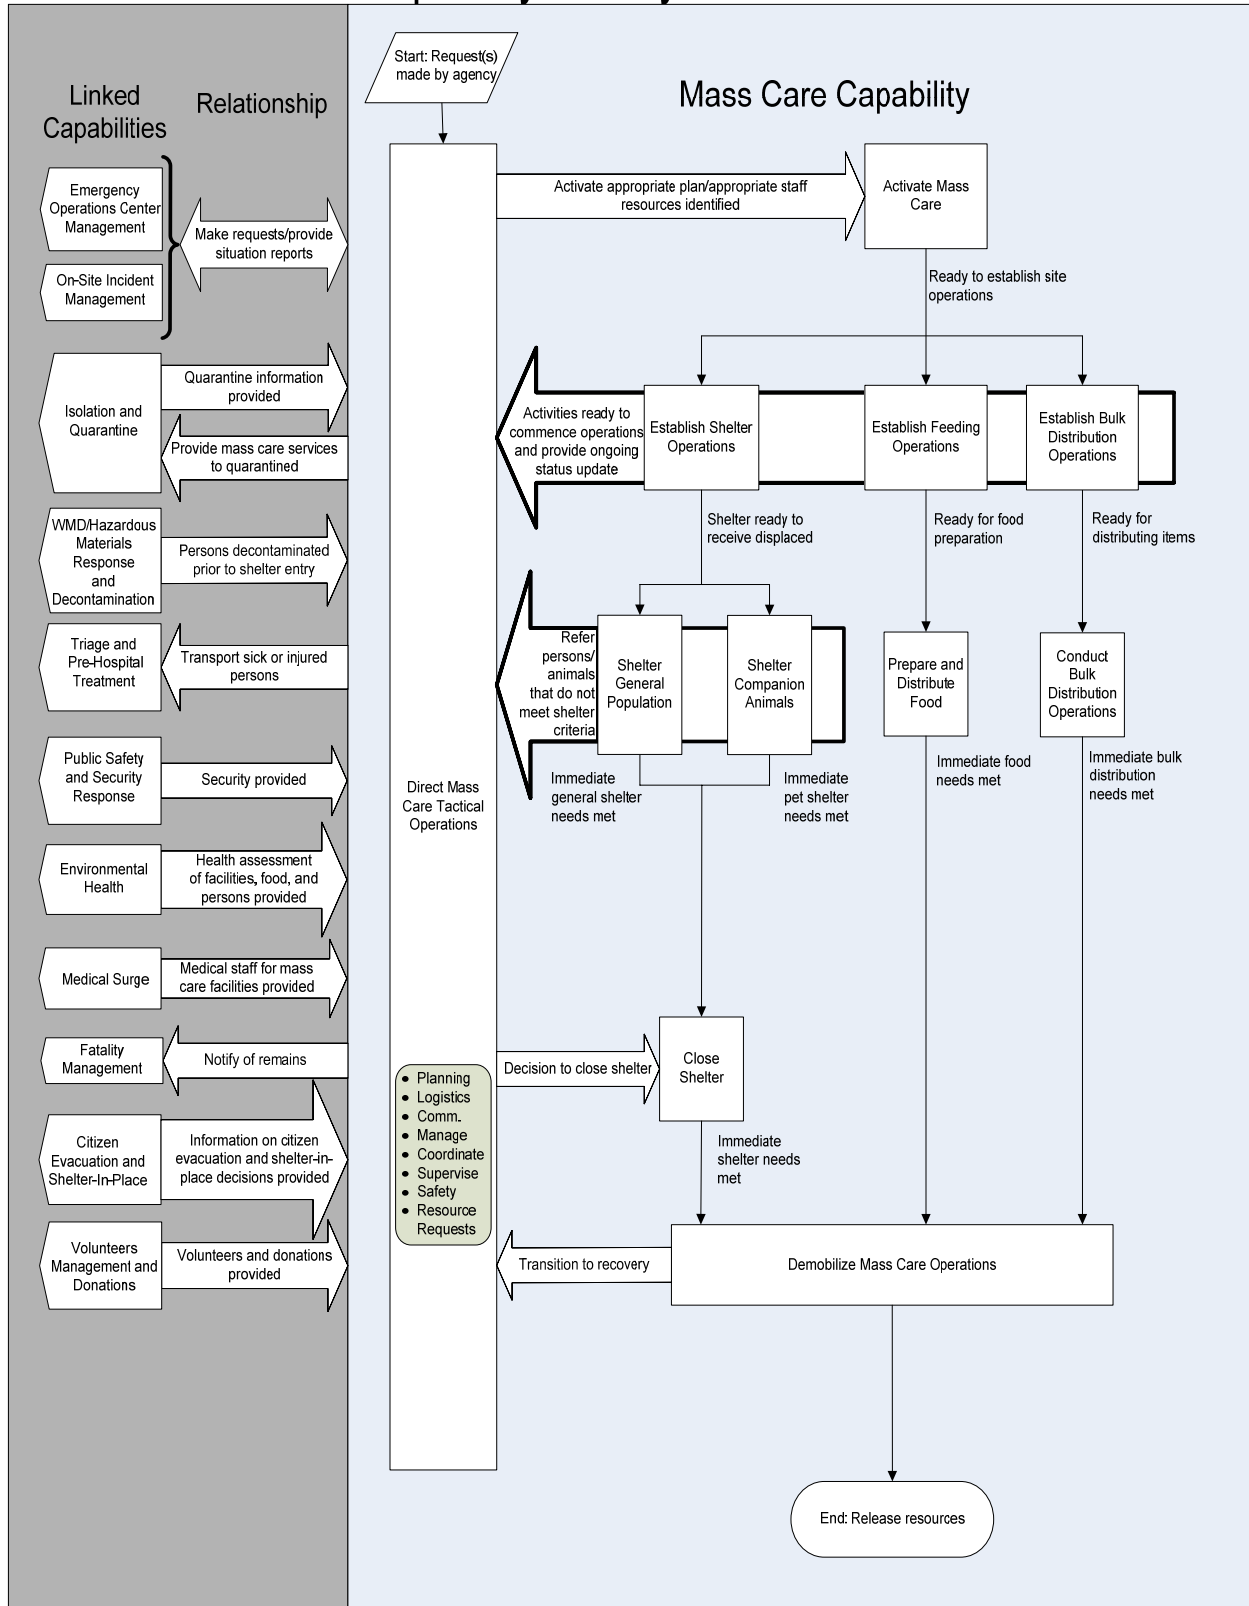 Linked
Capabilities
Relationship
Mass Care Capability
Start: Request(s)
made by agency
Emergency
Operations Center
Management
On-Site Incident
Management
Make requests/provide
situation reports
Activate appropriate plan/appropriate staff
resources identified
Activate Mass
Care
Ready to establish site
operations
Isolation and
Quarantine
Quarantine information
provided
Provide mass care services
to quarantined
Activities ready to
commence operations
and provide ongoing
status update
Establish Shelter
Operations
Establish Feeding
Operations
Establish Bulk
Distribution
Operations
WMD/Hazardous
Materials
Response
and
Decontamination
Persons decontaminated
prior to shelter entry
Shelter ready to
receive displaced
Ready for food
preparation
Ready for
distributing items
Triage and
Pre-Hospital
Treatment
Transport sick or injured
persons
Refer
persons/
animals
that do not
meet shelter
criteria
Shelter
General
Population
Shelter
Companion
Animals
Prepare and
Distribute
Food
Conduct
Bulk
Distribution
Operations
Public Safety
and Security
Response
Security provided
Direct Mass
Care Tactical
Operations
Immediate
general shelter
needs met
Immediate
pet shelter
needs met
Immediate food
needs met
Immediate bulk
distribution
needs met
Environmental
Health
Health assessment
of facilities, food, and
persons provided
Medical Surge
Medical staff for mass
care facilities provided
Fatality
Management
Notify of remains
Decision to close shelter
Close
Shelter
• Planning
• Logistics
• Comm.
• Manage
• Coordinate
• Supervise
• Safety
• Resource
Requests
Citizen
Evacuation and
Shelter-In-Place
Information on citizen
evacuation and shelter-in-
place decisions provided
Immediate
shelter needs
met
Volunteers
Management and
Donations
Volunteers and donations
provided
Transition to recovery
Demobilize Mass Care Operations
End: Release resources